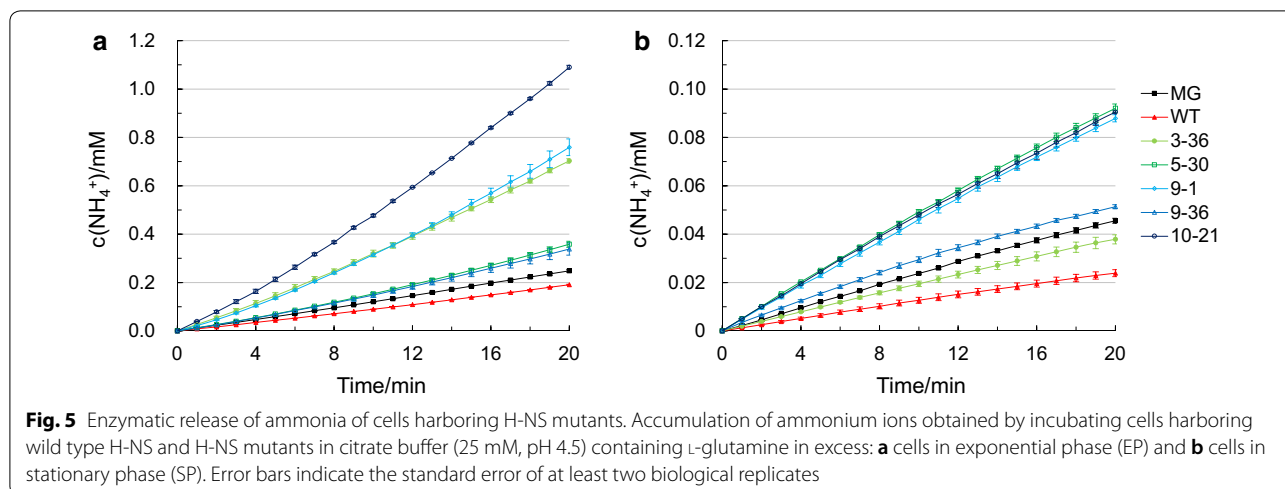 a
b
1.2
1.0
0.8
0.6
0.4
0.2
0.0
c(NH₄⁺)/mM
0 4 8 12 16 20
Time/min
0.12
0.10
0.08
0.06
0.04
0.02
0.00
c(NH₄⁺)/mM
0 4 8 12 16 20
Time/min
MG
WT
3-36
5-30
9-1
9-36
10-21
Fig. 5 Enzymatic release of ammonia of cells harboring H-NS mutants. Accumulation of ammonium ions obtained by incubating cells harboring
wild type H-NS and H-NS mutants in citrate buffer (25 mM, pH 4.5) containing L-glutamine in excess: a cells in exponential phase (EP) and b cells in
stationary phase (SP). Error bars indicate the standard error of at least two biological replicates